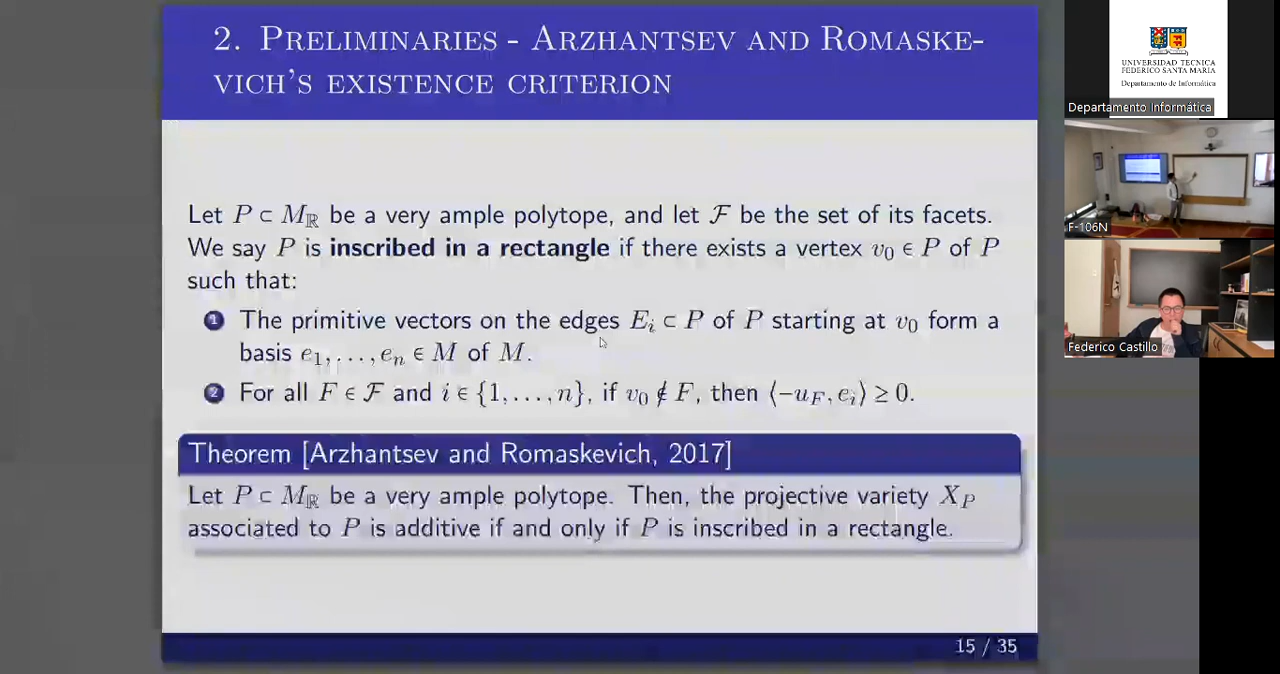 2. Preliminaries - Arzhantsev and Romaske-
vich's existence criterion
Let P ⊂ M_ℝ be a very ample polytope, and let ℱ be the set of its facets.
We say P is inscribed in a rectangle if there exists a vertex v₀ ∈ P of P
such that:
1 The primitive vectors on the edges E_i ⊂ P of P starting at v₀ form a
basis e₁, . . . , e_n ∈ M of M.
2 For all F ∈ ℱ and i ∈ {1, . . . , n}, if v₀ ∉ F, then ⟨−u_F, e_i⟩ ≥ 0.
Theorem [Arzhantsev and Romaskevich, 2017]
Let P ⊂ M_ℝ be a very ample polytope. Then, the projective variety X_P
associated to P is additive if and only if P is inscribed in a rectangle.
15 / 35
UNIVERSIDAD TECNICA
FEDERICO SANTA MARIA
Departamento de Informática
Departamento Informática
F-106N
Federico Castillo